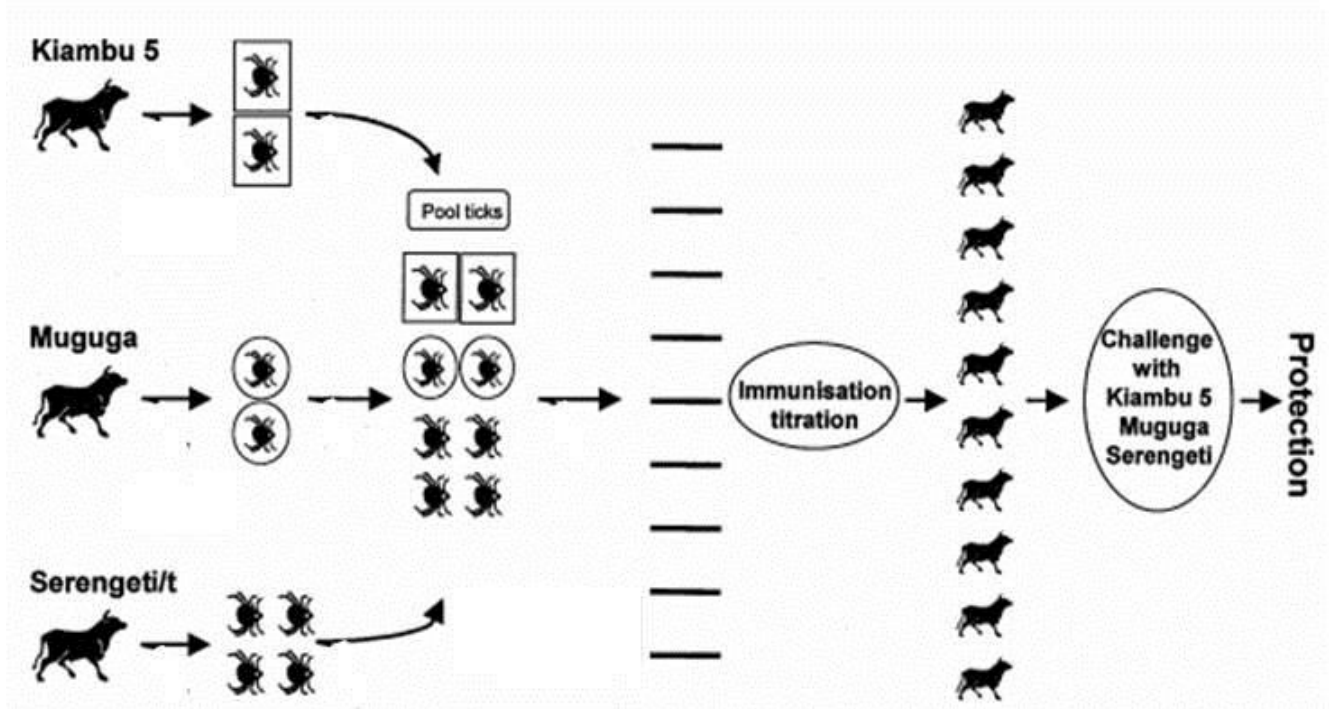 Kiambu 5
Pool ticks
Muguga
Immunisation
titration
Challenge
with
Kiambu 5
Muguga
Serengeti
Protection
Serengeti/t